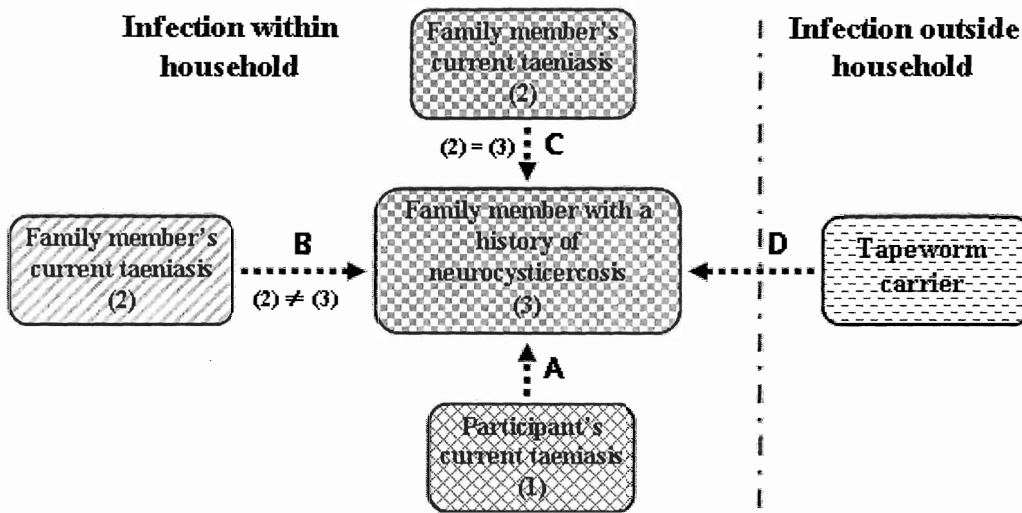 Infection within
household
Family member's
current taeniasis
(2)
Infection outside
household
(2) = (3)
C
Family member's
current taeniasis
(2)
B
(2) ≠ (3)
Family member with a
history of
neurocysticercosis
(3)
D
Tapeworm
carrier
A
Participant's
current taeniasis
(1)